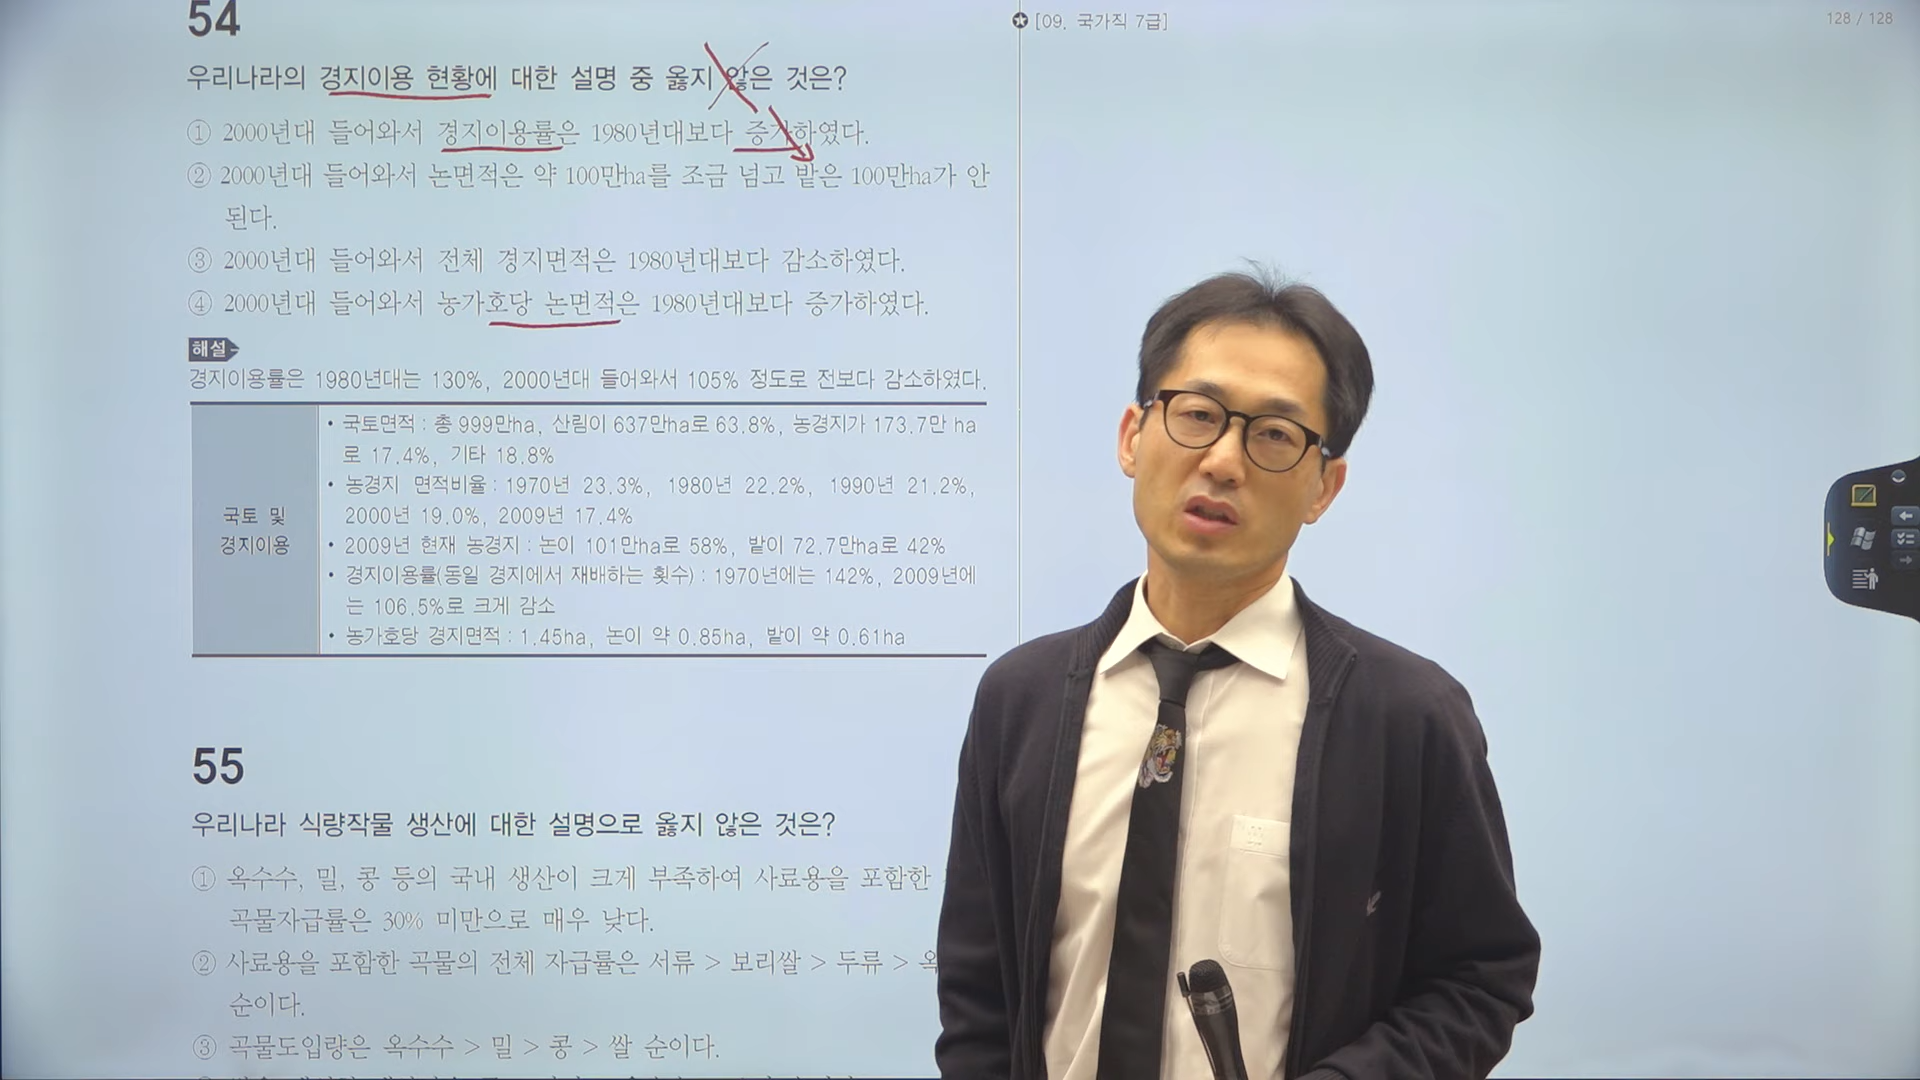 54
[09. 국가직 7급]
128 / 128
우리나라의 경지이용 현황에 대한 설명 중 옳지 않은 것은?
① 2000년대 들어와서 경지이용률은 1980년대보다 증가하였다.
② 2000년대 들어와서 논면적은 약 100만ha를 조금 넘고 밭은 100만ha가 안
된다.
③ 2000년대 들어와서 전체 경지면적은 1980년대보다 감소하였다.
④ 2000년대 들어와서 농가호당 논면적은 1980년대보다 증가하였다.
해설
경지이용률은 1980년대는 130%, 2000년대 들어와서 105% 정도로 전보다 감소하였다.
국토 및
경지이용
• 국토면적 : 총 999만ha, 산림이 637만ha로 63.8%, 농경지가 173.7만 ha
로 17.4%, 기타 18.8%
• 농경지 면적비율 : 1970년 23.3%, 1980년 22.2%, 1990년 21.2%,
2000년 19.0%, 2009년 17.4%
• 2009년 현재 농경지 : 논이 101만ha로 58%, 밭이 72.7만ha로 42%
• 경지이용률(동일 경지에서 재배하는 횟수) : 1970년에는 142%, 2009년에
는 106.5%로 크게 감소
• 농가호당 경지면적 : 1.45ha, 논이 약 0.85ha, 밭이 약 0.61ha
55
우리나라 식량작물 생산에 대한 설명으로 옳지 않은 것은?
① 옥수수, 밀, 콩 등의 국내 생산이 크게 부족하여 사료용을 포함한
곡물자급률은 30% 미만으로 매우 낮다.
② 사료용을 포함한 곡물의 전체 자급률은 서류 > 보리쌀 > 두류 >
순이다.
③ 곡물도입량은 옥수수 > 밀 > 콩 > 쌀 순이다.